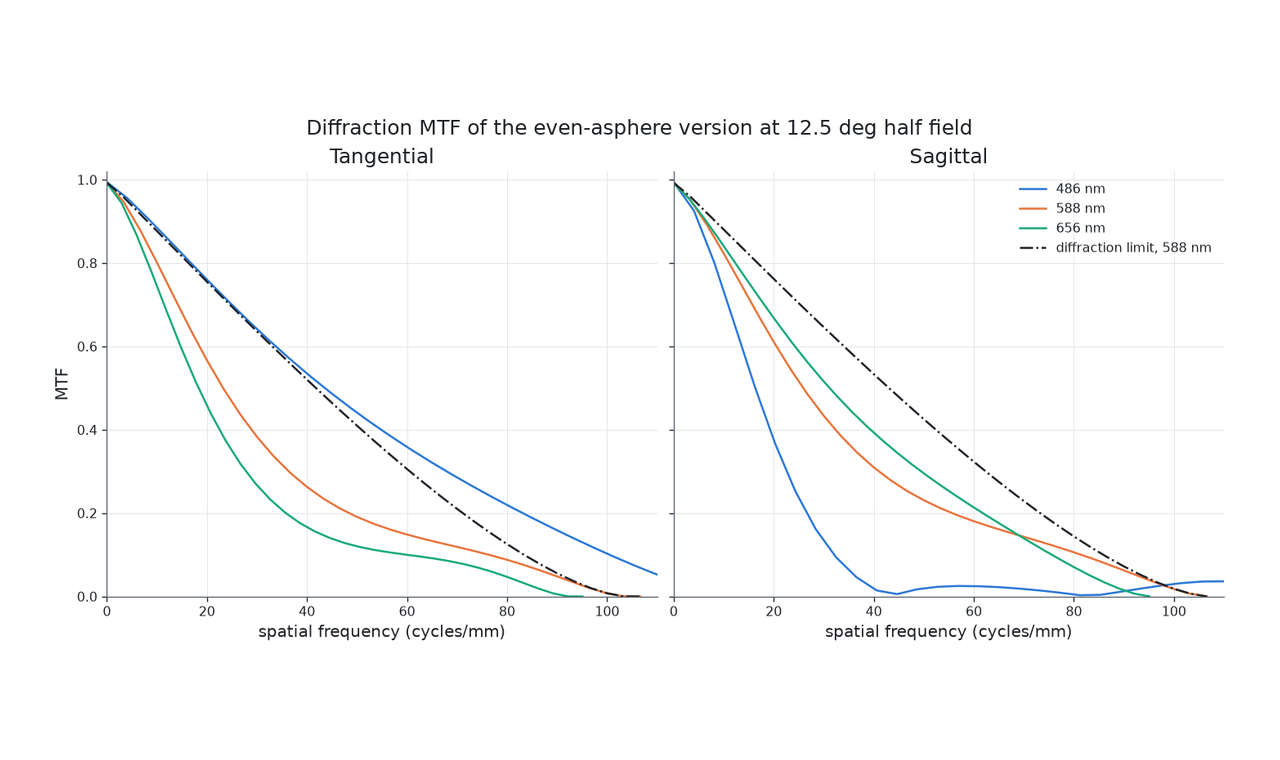 Diffraction MTF of the even-asphere version at 12.5 deg half field
Tangential
Sagittal
MTF
1.0
0.8
0.6
0.4
0.2
0.0
0 20 40 60 80 100
spatial frequency (cycles/mm)
486 nm
588 nm
656 nm
diffraction limit, 588 nm
0 20 40 60 80 100
spatial frequency (cycles/mm)